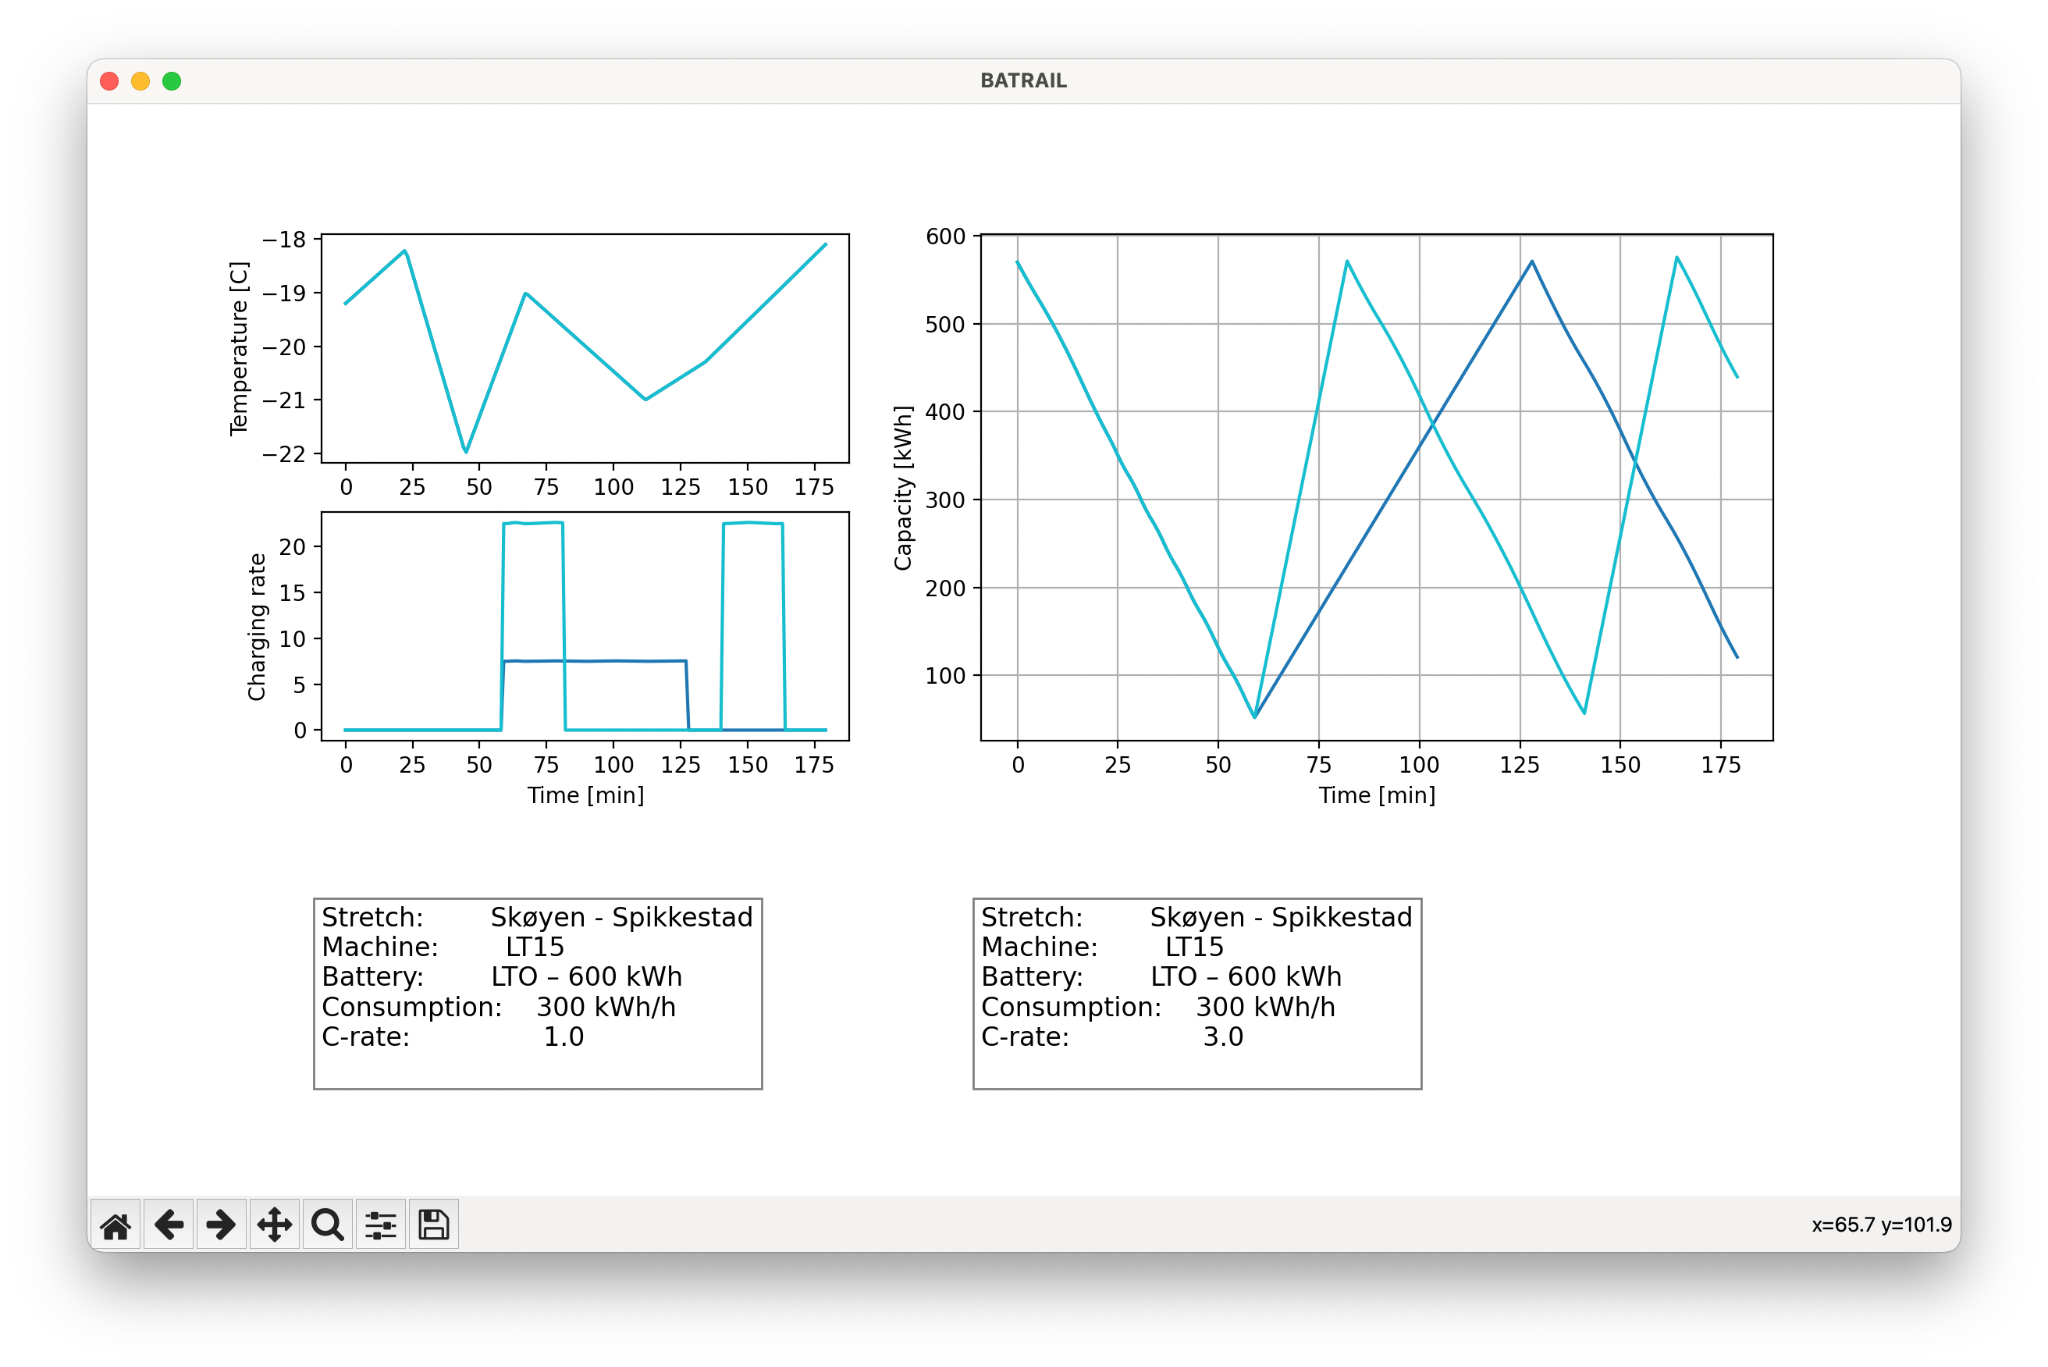 BATRAIL
Temperature [C]
−18
−19
−20
−21
−22
0 25 50 75 100 125 150 175
Charging rate
20
15
10
5
0
0 25 50 75 100 125 150 175
Time [min]
Capacity [kWh]
600
500
400
300
200
100
0 25 50 75 100 125 150 175
Time [min]
Stretch: Skøyen - Spikkestad
Machine: LT15
Battery: LTO – 600 kWh
Consumption: 300 kWh/h
C-rate: 1.0
Stretch: Skøyen - Spikkestad
Machine: LT15
Battery: LTO – 600 kWh
Consumption: 300 kWh/h
C-rate: 3.0
x=65.7 y=101.9